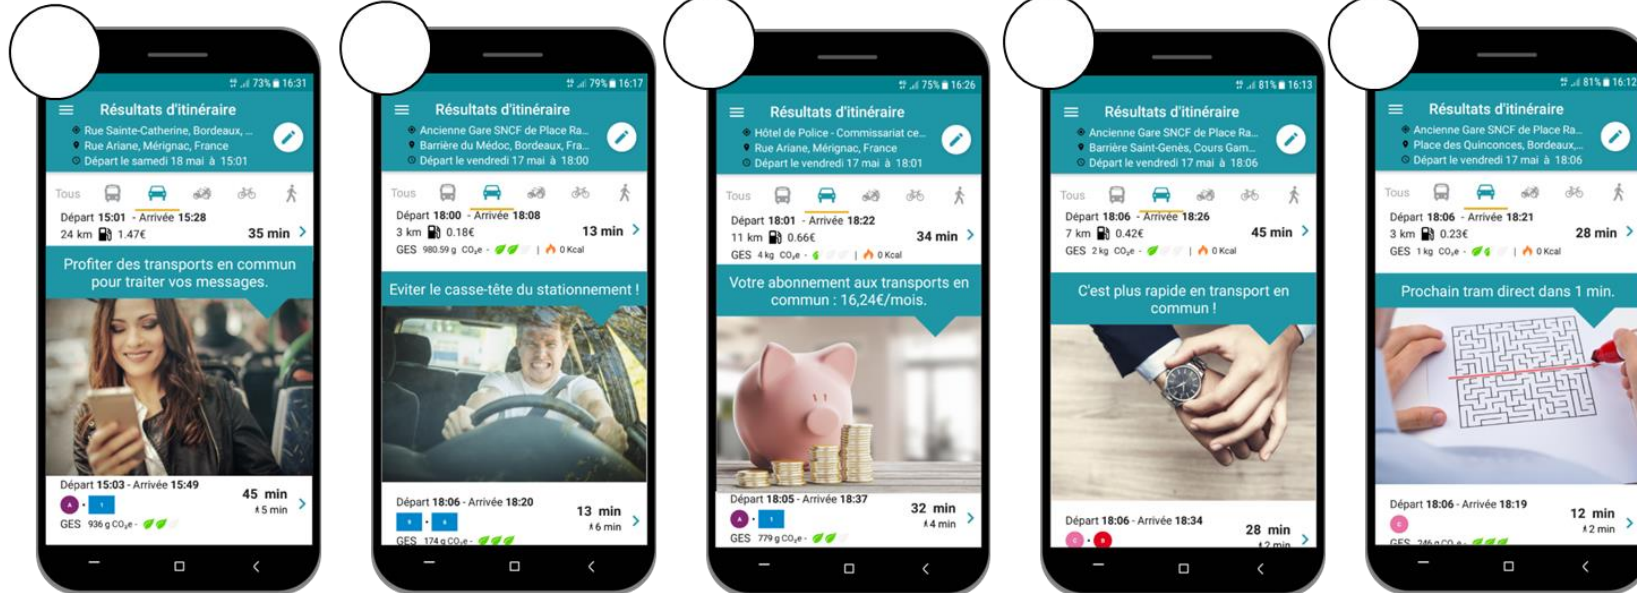 73% 16:31
Résultats d'itinéraire
Rue Sainte-Catherine, Bordeaux, ...
Rue Ariane, Mérignac, France
Départ le samedi 18 mai à 15:01
Tous
Départ 15:01 - Arrivée 15:28
24 km 1.47€
35 min >
Profiter des transports en commun
pour traiter vos messages.
Départ 15:03 - Arrivée 15:49
45 min >
A · 1
5 min
GES 936 g CO₂e -
79% 16:17
Résultats d'itinéraire
Ancienne Gare SNCF de Place Ra...
Barrière du Médoc, Bordeaux, Fra...
Départ le vendredi 17 mai à 18:00
Tous
Départ 18:00 - Arrivée 18:08
3 km 0.18€
13 min >
GES 980.59 g CO₂e - | 0 Kcal
Eviter le casse-tête du stationnement !
Départ 18:06 - Arrivée 18:20
13 min >
6 min
GES 174 g CO₂e -
75% 16:26
Résultats d'itinéraire
Hôtel de Police - Commissariat ce...
Rue Ariane, Mérignac, France
Départ le vendredi 17 mai à 18:01
Tous
Départ 18:01 - Arrivée 18:22
11 km 0.66€
34 min >
GES 4 kg CO₂e - | 0 Kcal
Votre abonnement aux transports en
commun : 16,24€/mois.
Départ 18:05 - Arrivée 18:37
32 min >
A · 1
4 min
GES 779 g CO₂e -
81% 16:13
Résultats d'itinéraire
Ancienne Gare SNCF de Place Ra...
Barrière Saint-Genès, Cours Gam...
Départ le vendredi 17 mai à 18:06
Tous
Départ 18:06 - Arrivée 18:26
7 km 0.42€
45 min >
GES 2 kg CO₂e - | 0 Kcal
C'est plus rapide en transport en
commun !
Départ 18:06 - Arrivée 18:34
28 min >
C · B
2 min
81% 16:12
Résultats d'itinéraire
Ancienne Gare SNCF de Place Ra...
Place des Quinconces, Bordeaux,...
Départ le vendredi 17 mai à 18:06
Tous
Départ 18:06 - Arrivée 18:21
3 km 0.23€
28 min >
GES 1 kg CO₂e - | 0 Kcal
Prochain tram direct dans 1 min.
Départ 18:06 - Arrivée 18:19
12 min >
C
2 min
GES 246 g CO₂e -